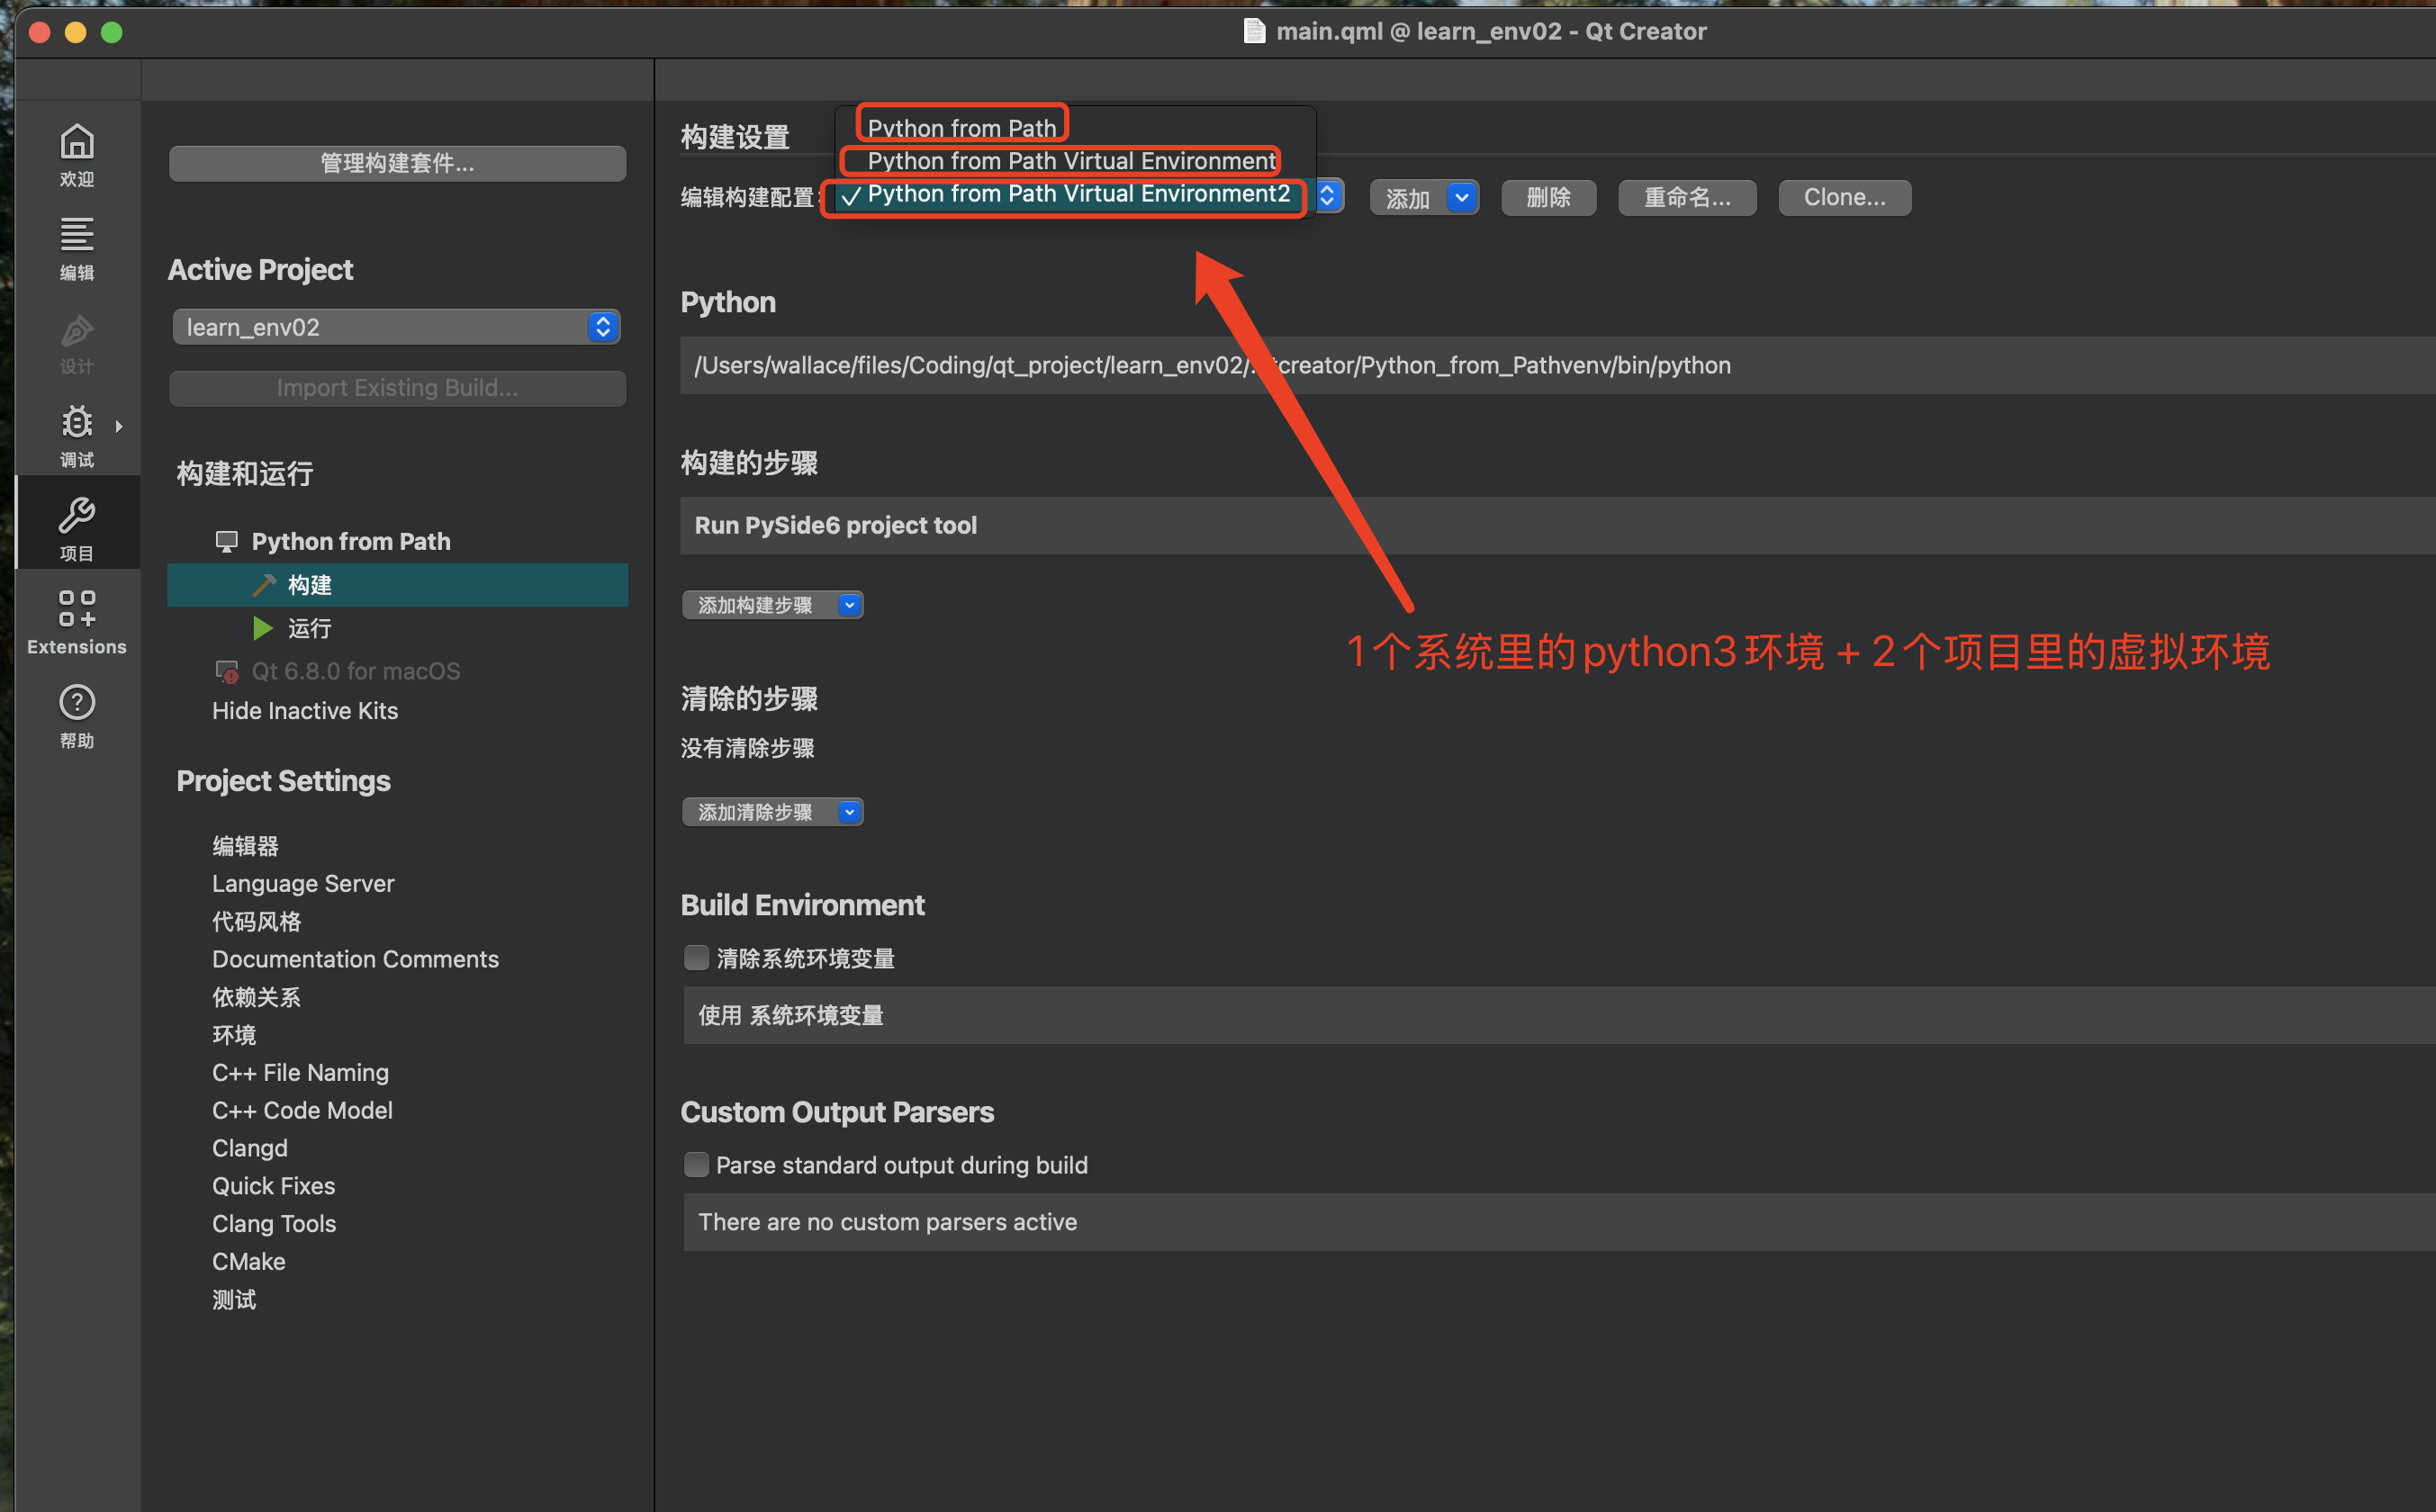 main.qml @ learn_env02 - Qt Creator
欢迎
编辑
设计
调试
项目
Extensions
帮助
管理构建套件...
Active Project
learn_env02
Import Existing Build...
构建和运行
Python from Path
构建
运行
Qt 6.8.0 for macOS
Hide Inactive Kits
Project Settings
编辑器
Language Server
代码风格
Documentation Comments
依赖关系
环境
C++ File Naming
C++ Code Model
Clangd
Quick Fixes
Clang Tools
CMake
测试
构建设置
Python from Path
Python from Path Virtual Environment
编辑构建配置: ✓ Python from Path Virtual Environment2 添加 删除 重命名... Clone...
Python
/Users/wallace/files/Coding/qt_project/learn_env02/ creator/Python_from_Pathvenv/bin/python
构建的步骤
Run PySide6 project tool
添加构建步骤
1个系统里的python3环境 + 2个项目里的虚拟环境
清除的步骤
没有清除步骤
添加清除步骤
Build Environment
清除系统环境变量
使用 系统环境变量
Custom Output Parsers
Parse standard output during build
There are no custom parsers active